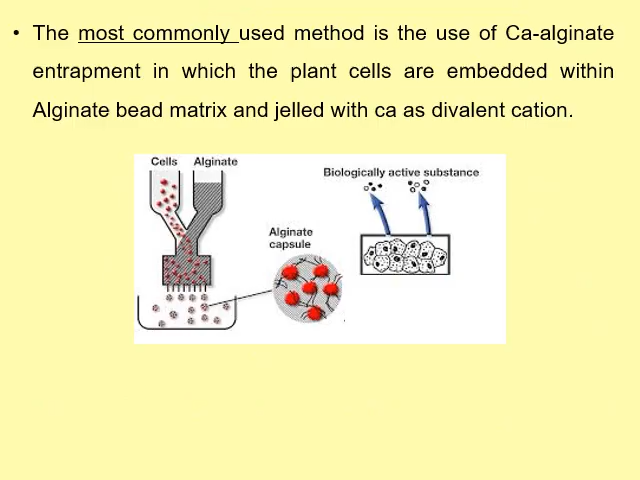 • The most commonly used method is the use of Ca-alginate
entrapment in which the plant cells are embedded within
Alginate bead matrix and jelled with ca as divalent cation.
Cells Alginate
Biologically active substance
Alginate
capsule